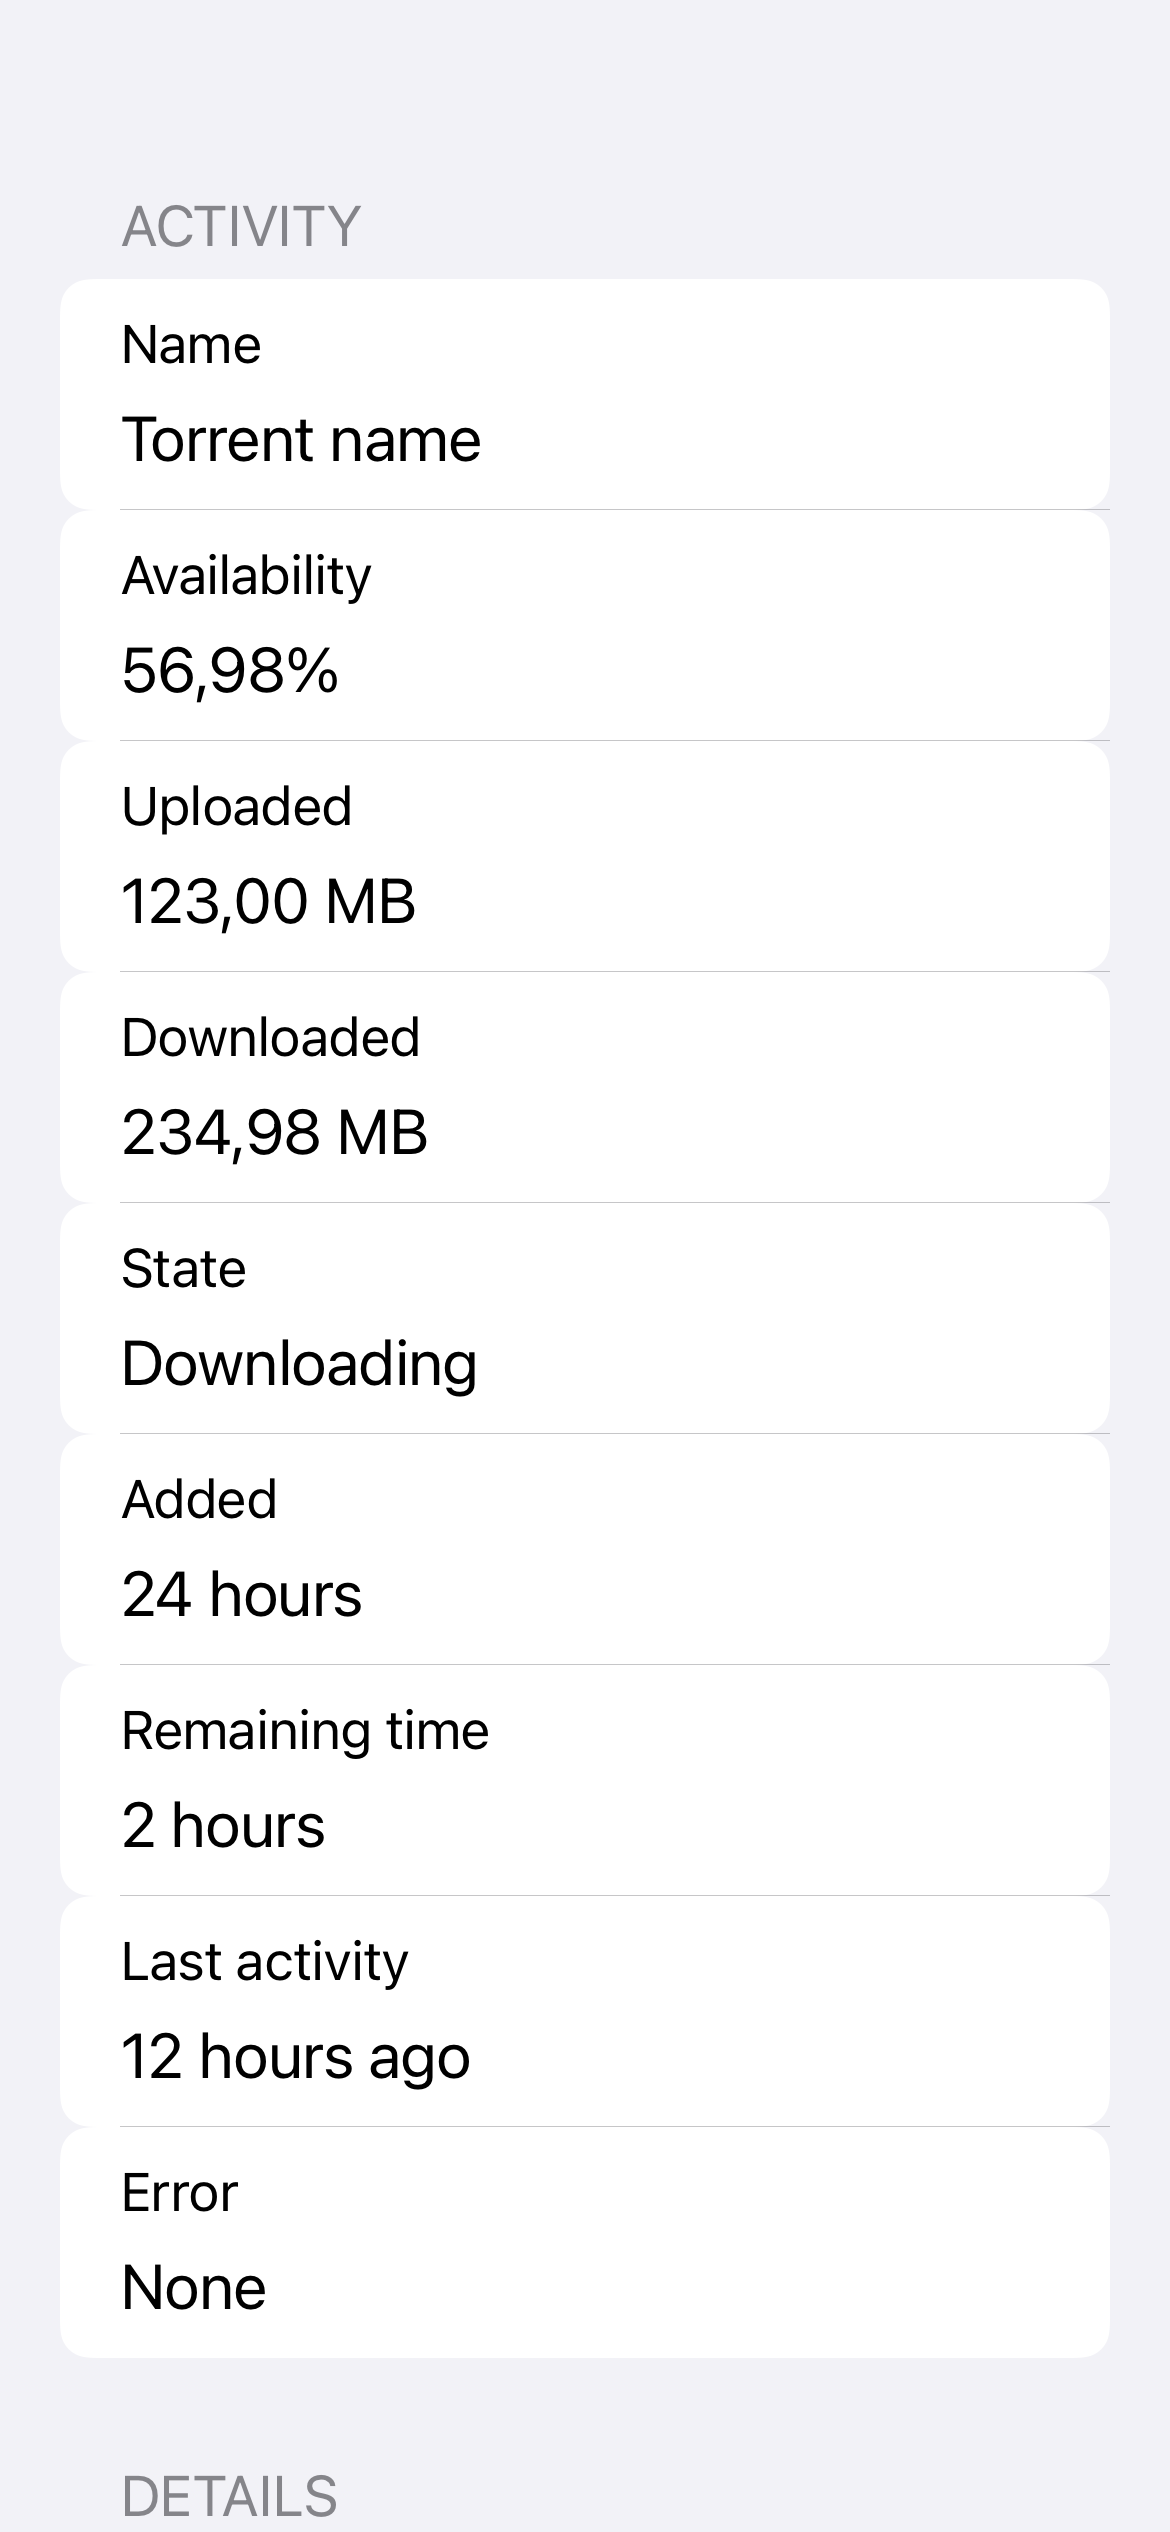 ACTIVITY
Name
Torrent name
Availability
56,98%
Uploaded
123,00 MB
Downloaded
234,98 MB
State
Downloading
Added
24 hours
Remaining time
2 hours
Last activity
12 hours ago
Error
None
DETAILS